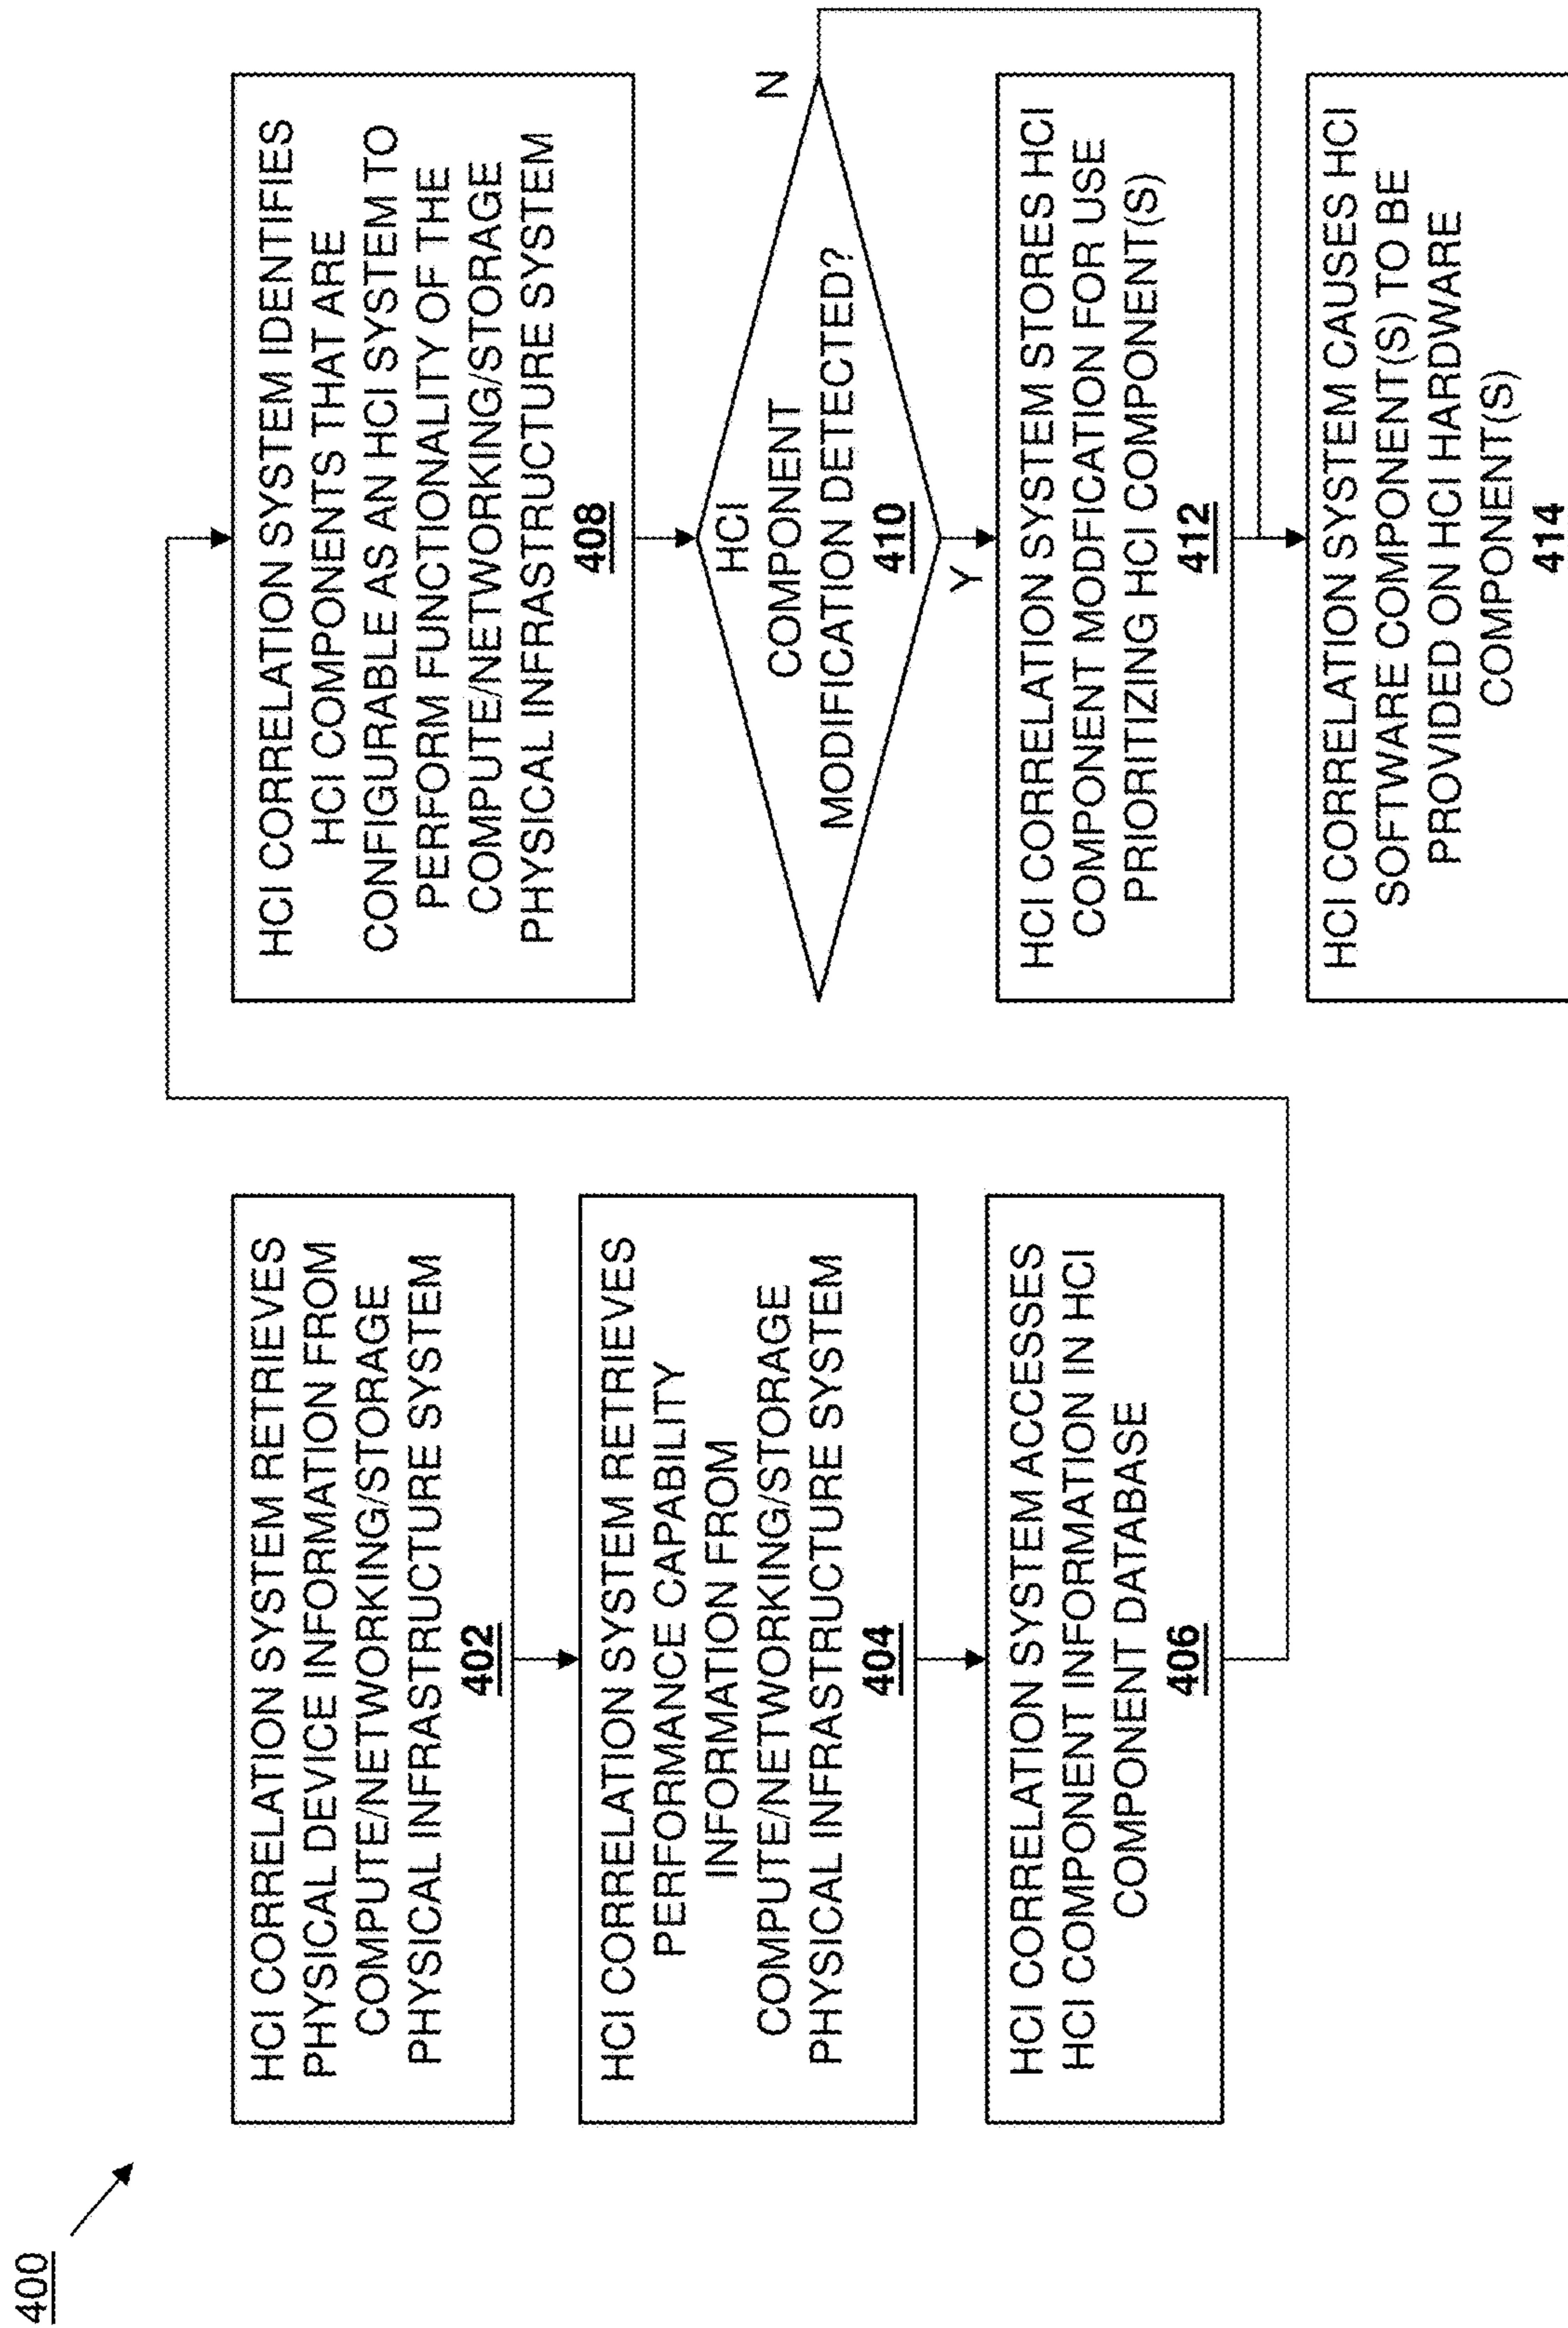 400
HCI CORRELATION SYSTEM RETRIEVES
PHYSICAL DEVICE INFORMATION FROM
COMPUTE/NETWORKING/STORAGE
PHYSICAL INFRASTRUCTURE SYSTEM
402
HCI CORRELATION SYSTEM RETRIEVES
PERFORMANCE CAPABILITY
INFORMATION FROM
COMPUTE/NETWORKING/STORAGE
PHYSICAL INFRASTRUCTURE SYSTEM
404
HCI CORRELATION SYSTEM ACCESSES
HCI COMPONENT INFORMATION IN HCI
COMPONENT DATABASE
406
HCI CORRELATION SYSTEM IDENTIFIES
HCI COMPONENTS THAT ARE
CONFIGURABLE AS AN HCI SYSTEM TO
PERFORM FUNCTIONALITY OF THE
COMPUTE/NETWORKING/STORAGE
PHYSICAL INFRASTRUCTURE SYSTEM
408
HCI
COMPONENT
MODIFICATION DETECTED?
410
N
Y
HCI CORRELATION SYSTEM STORES HCI
COMPONENT MODIFICATION FOR USE
PRIORITIZING HCI COMPONENT(S)
412
HCI CORRELATION SYSTEM CAUSES HCI
SOFTWARE COMPONENT(S) TO BE
PROVIDED ON HCI HARDWARE
COMPONENT(S)
414